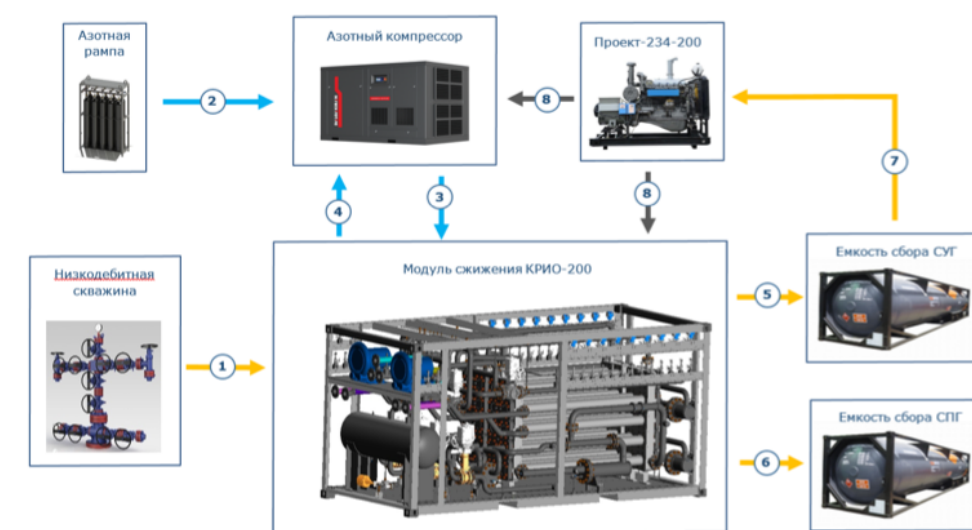 Азотная
рампа
Азотный компрессор
Проект-234-200
2
8
7
4
3
8
Низкодебитная
скважина
Модуль сжижения КРИО-200
Емкость сбора СУГ
5
1
Емкость сбора СПГ
6